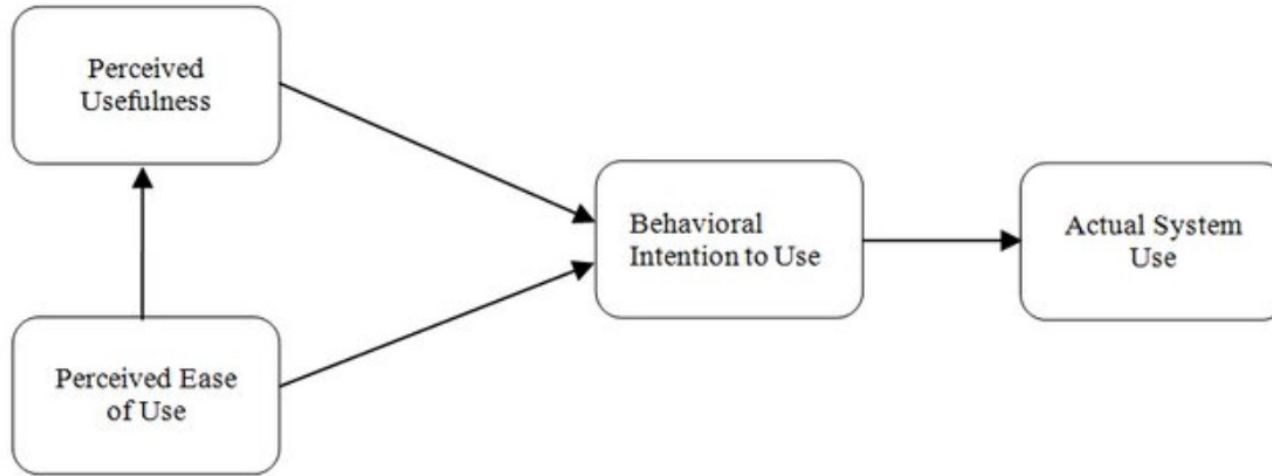 Perceived
Usefulness
Perceived Ease
of Use
Behavioral
Intention to Use
Actual System
Use